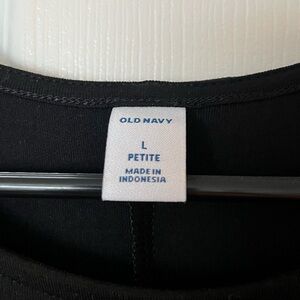 OLD NAVY
L
PETITE
MADE IN
INDONESIA